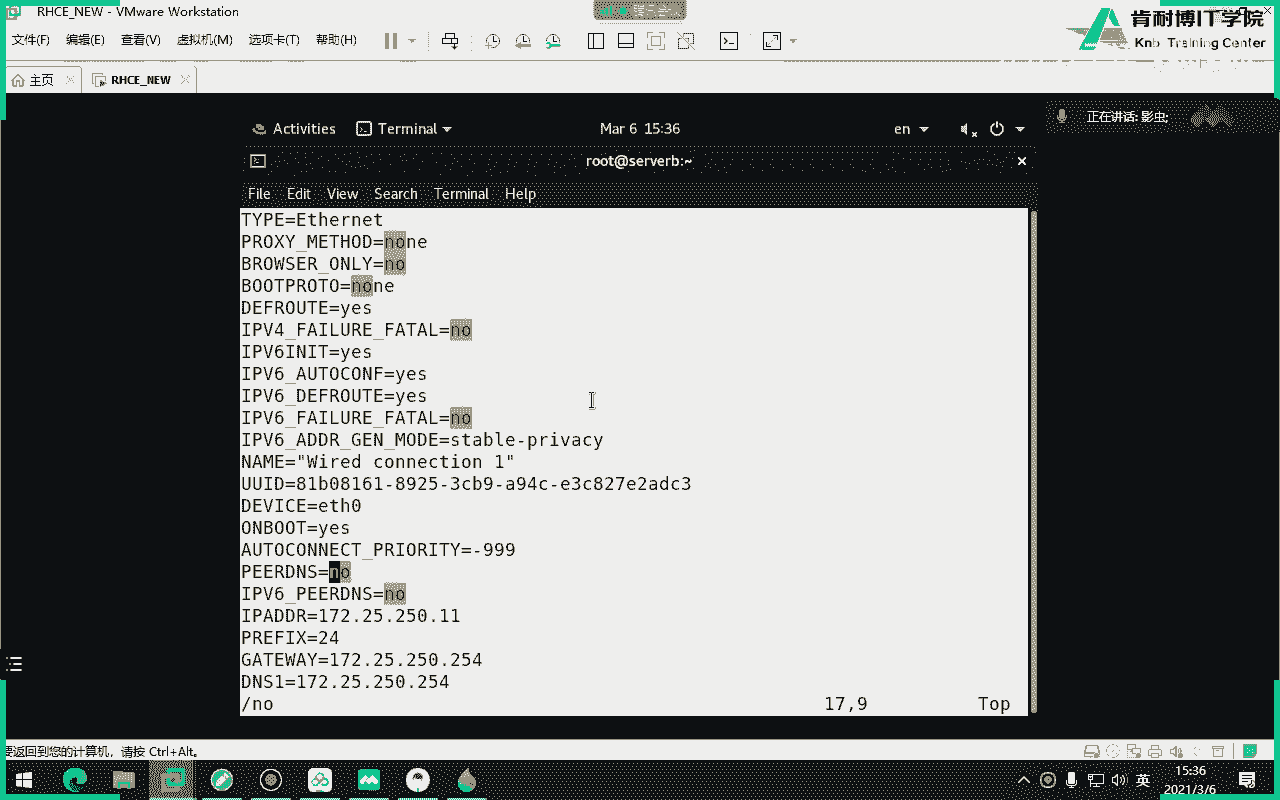 RHCE_NEW - VMware Workstation
肯耐博IT学院
Knb Training Center
文件(F) 编辑(E) 查看(V) 虚拟机(M) 选项卡(T) 帮助(H)
主页 RHCE_NEW
正在讲话: 影虫;
Activities Terminal Mar 6 15:36 en
root@serverb:~
File Edit View Search Terminal Help
TYPE=Ethernet
PROXY_METHOD=none
BROWSER_ONLY=no
BOOTPROTO=none
DEFROUTE=yes
IPV4_FAILURE_FATAL=no
IPV6INIT=yes
IPV6_AUTOCONF=yes
IPV6_DEFROUTE=yes
IPV6_FAILURE_FATAL=no
IPV6_ADDR_GEN_MODE=stable-privacy
NAME="Wired connection 1"
UUID=81b08161-8925-3cb9-a94c-e3c827e2adc3
DEVICE=eth0
ONBOOT=yes
AUTOCONNECT_PRIORITY=-999
PEERDNS=no
IPV6_PEERDNS=no
IPADDR=172.25.250.11
PREFIX=24
GATEWAY=172.25.250.254
DNS1=172.25.250.254
/no 17,9 Top
要返回到您的计算机，请按 Ctrl+Alt。
英
15:36
2021/3/6